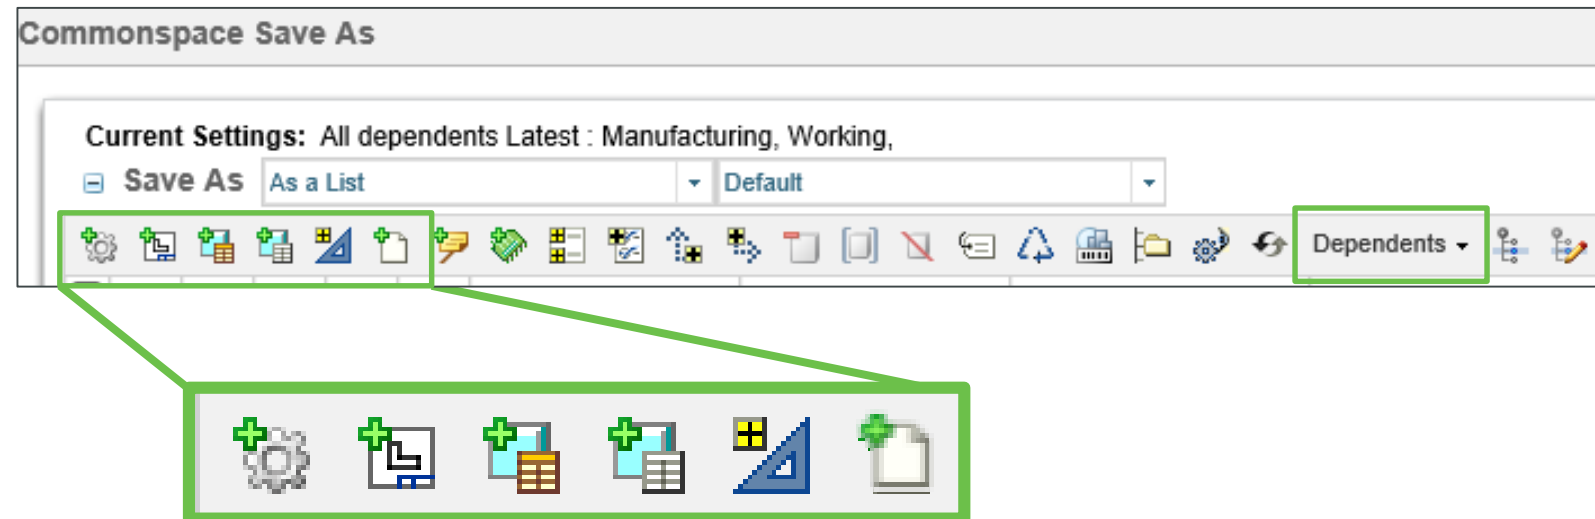 Commonspace Save As
Current Settings: All dependents Latest : Manufacturing, Working,
Save As As a List Default
Dependents